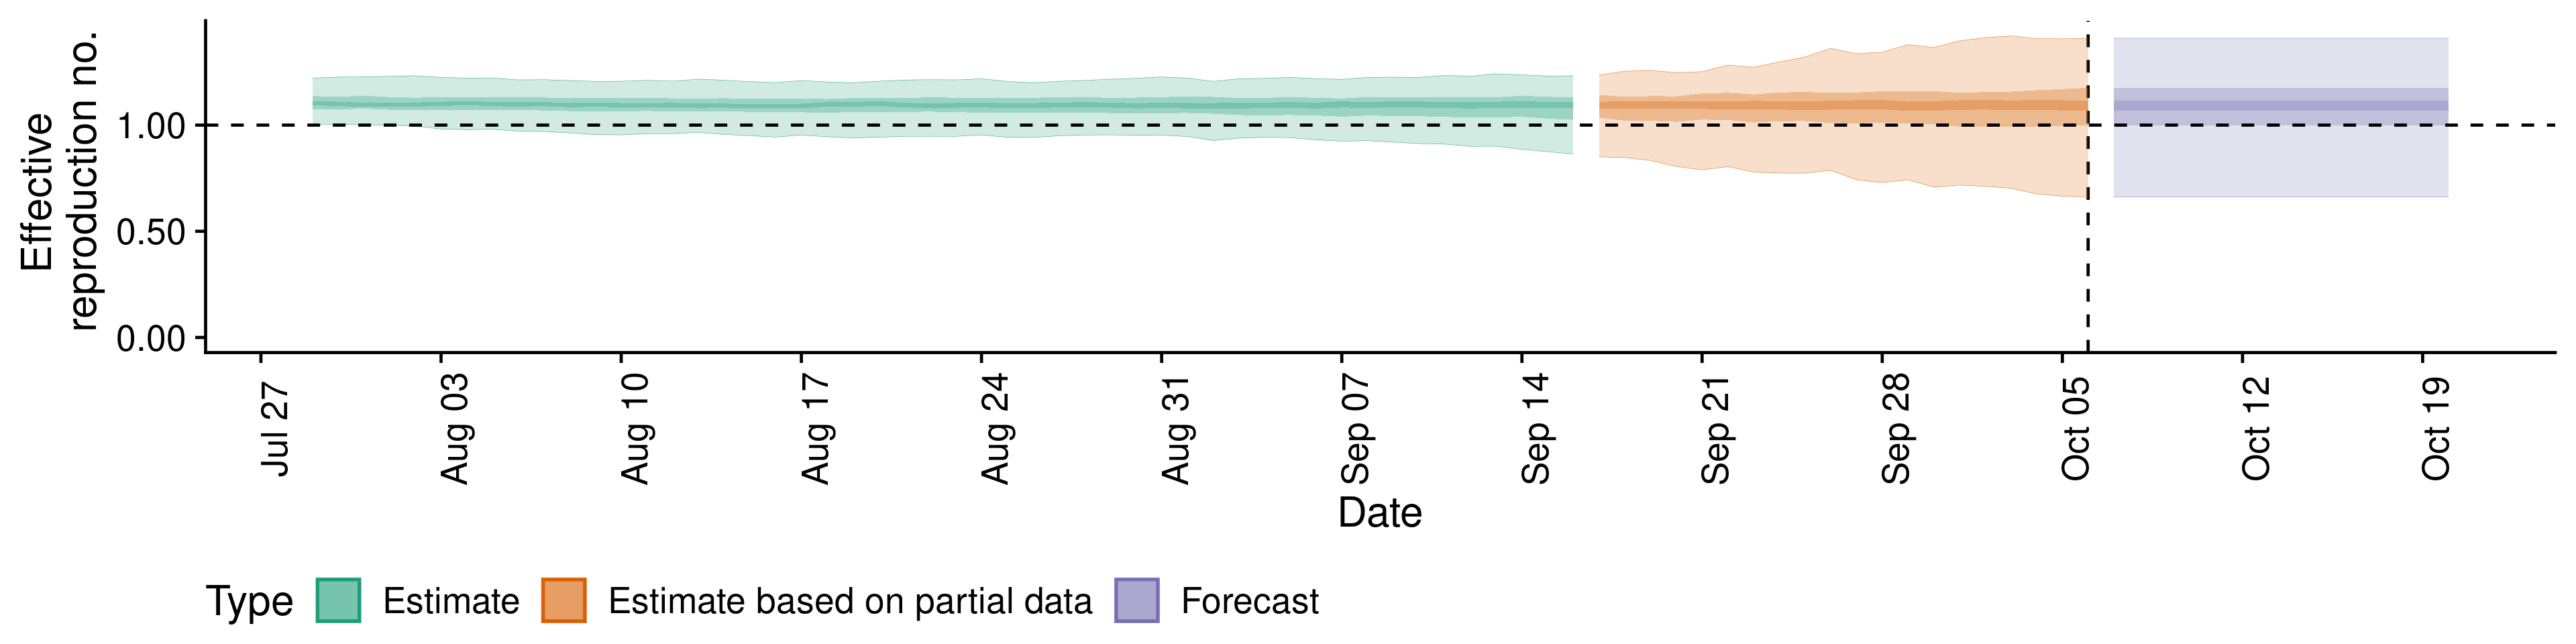 Effective
reproduction no.
1.00
0.50
0.00
Jul 27
Aug 03
Aug 10
Aug 17
Aug 24
Aug 31
Sep 07
Sep 14
Sep 21
Sep 28
Oct 05
Oct 12
Oct 19
Date
Type Estimate Estimate based on partial data Forecast